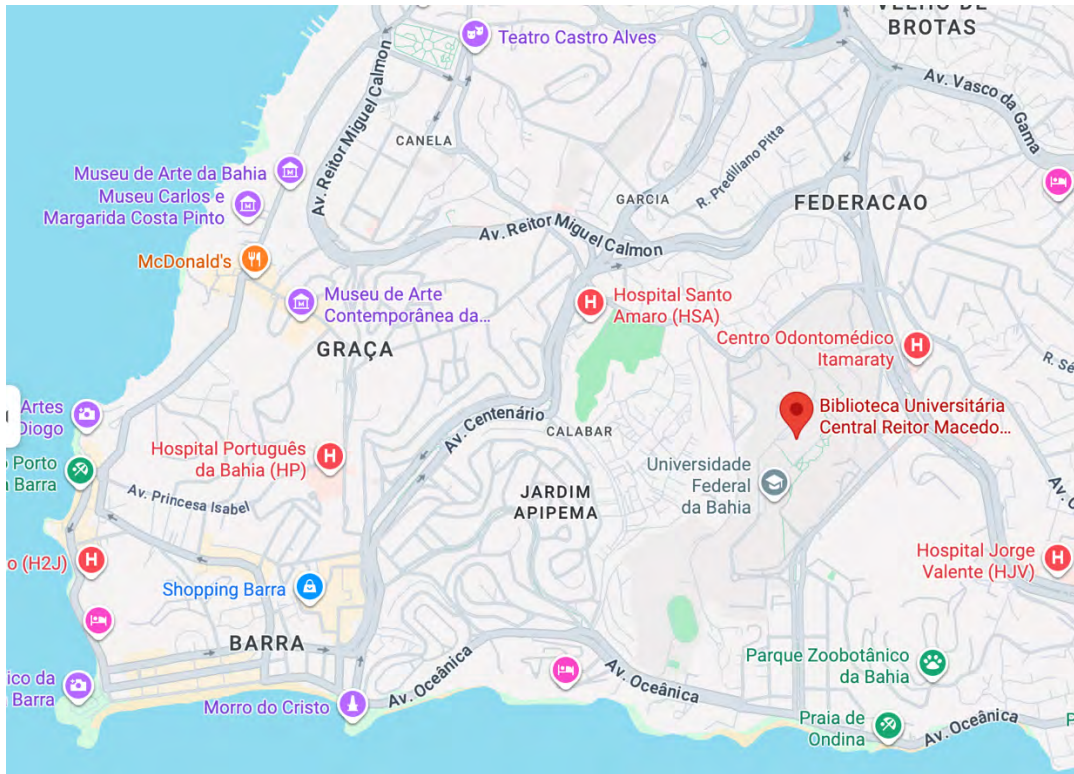 VELHO DE
BROTAS
Teatro Castro Alves
Av. Vasco da Gama
Av. Reitor Miguel Calmon
CANELA
R. Prediliano Pitta
Museu de Arte da Bahia
Museu Carlos e
Margarida Costa Pinto
GARCIA
FEDERACAO
Av. Reitor Miguel Calmon
McDonald's
Museu de Arte
Contemporânea da...
Hospital Santo
Amaro (HSA)
GRAÇA
Centro Odontomédico
Itamaraty
R. Sé
Artes
Diogo
Av. Centenário
CALABAR
Biblioteca Universitária
Central Reitor Macedo...
Hospital Português
da Bahia (HP)
Porto
Barra
Universidade
Federal
da Bahia
Av. Princesa Isabel
JARDIM
APIPEMA
Av.
o (H2J)
Hospital Jorge
Valente (HJV)
Shopping Barra
BARRA
Parque Zoobotânico
da Bahia
ico da
Barra
Av. Oceânica
Av. Oceânica
Morro do Cristo
Praia de
Ondina
Av. Oceânica